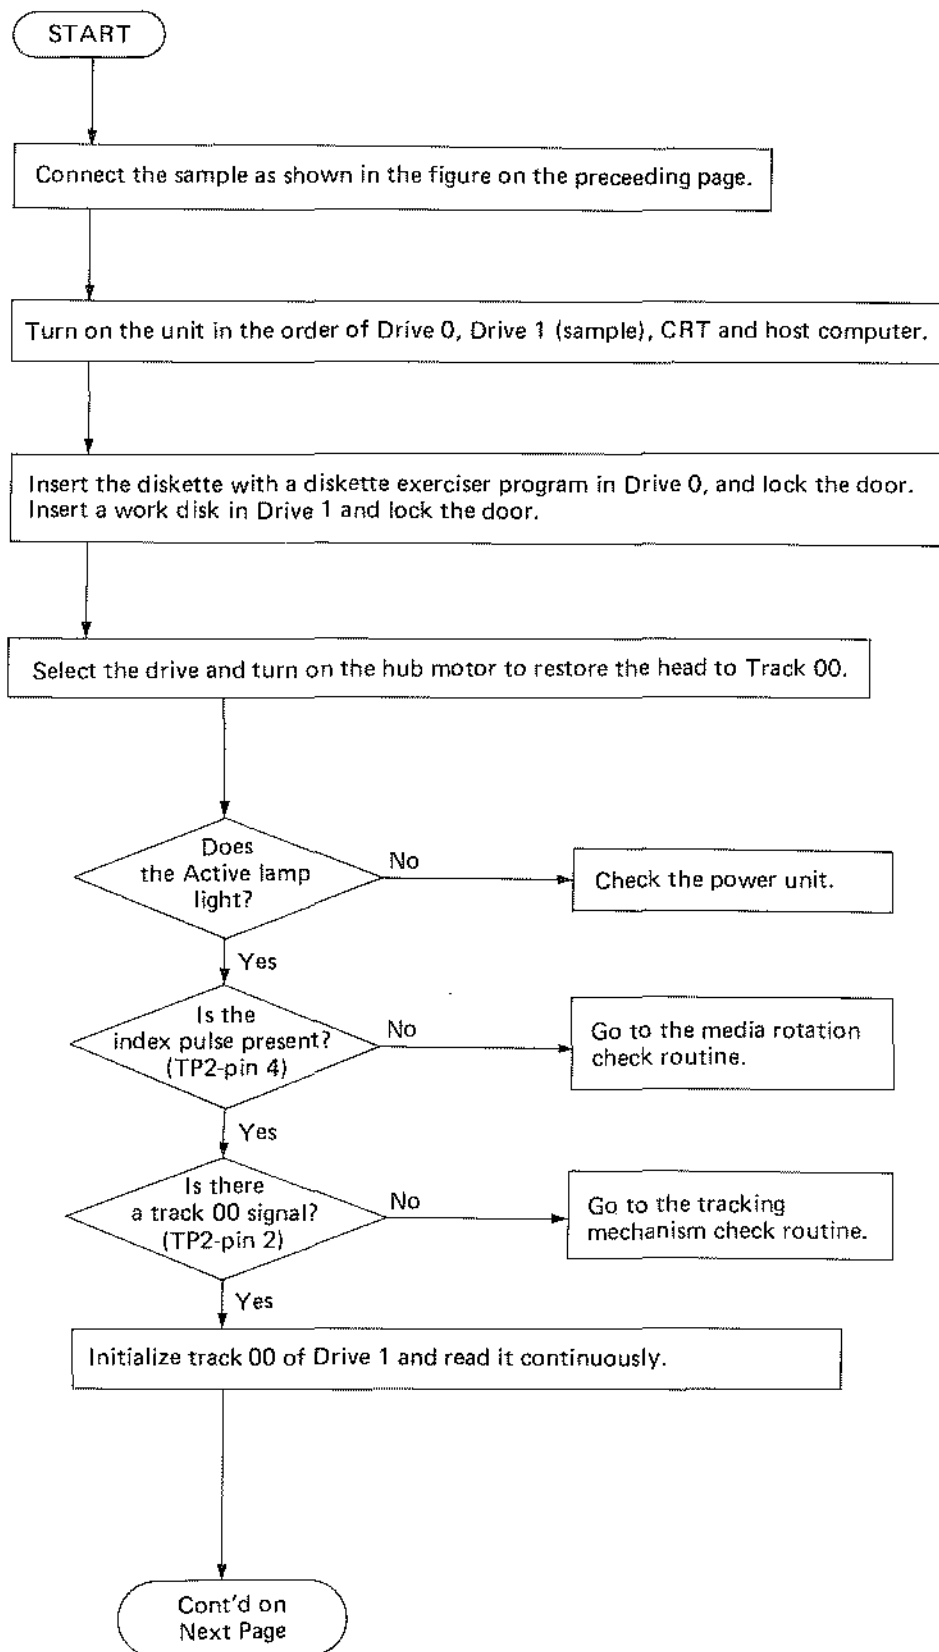 START
Connect the sample as shown in the figure on the preceeding page.
Turn on the unit in the order of Drive 0, Drive 1 (sample), CRT and host computer.
Insert the diskette with a diskette exerciser program in Drive 0, and lock the door.
Insert a work disk in Drive 1 and lock the door.
Select the drive and turn on the hub motor to restore the head to Track 00.
Does
the Active lamp
light?
No
Check the power unit.
Yes
Is the
index pulse present?
(TP2-pin 4)
No
Go to the media rotation
check routine.
Yes
Is there
a track 00 signal?
(TP2-pin 2)
No
Go to the tracking
mechanism check routine.
Yes
Initialize track 00 of Drive 1 and read it continuously.
Cont'd on
Next Page